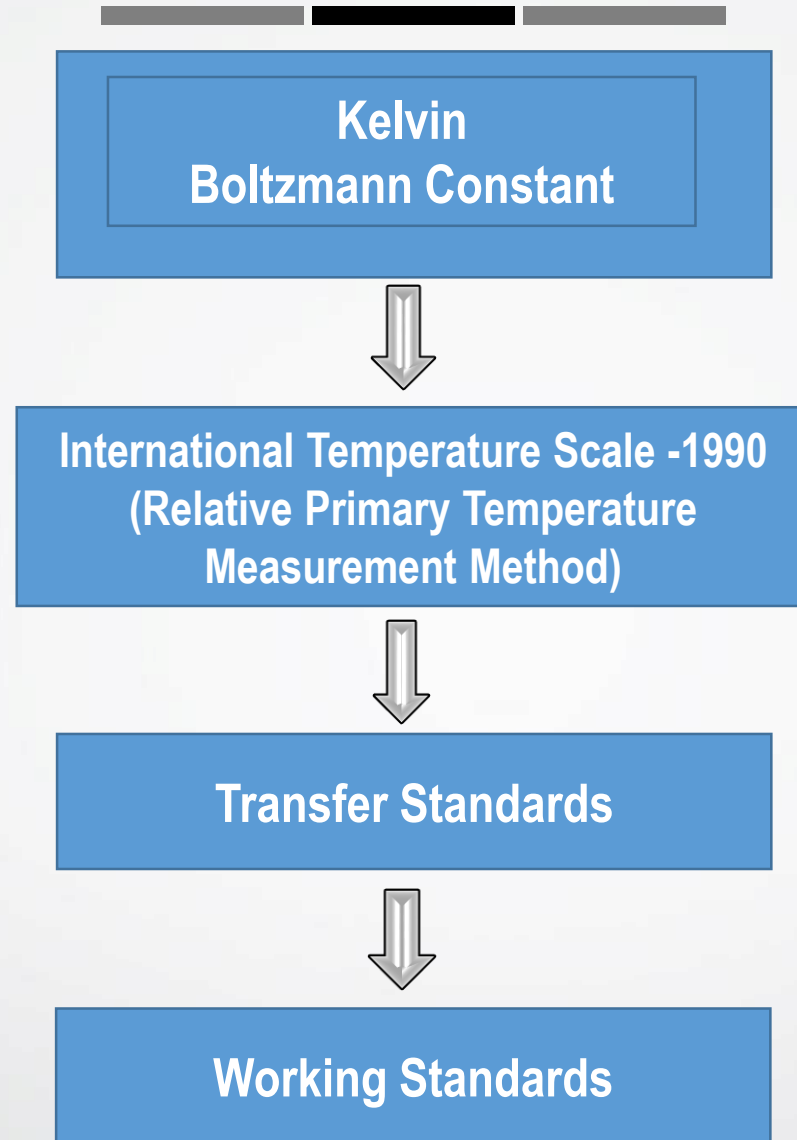 Kelvin
Boltzmann Constant
International Temperature Scale -1990
(Relative Primary Temperature
Measurement Method)
Transfer Standards
Working Standards